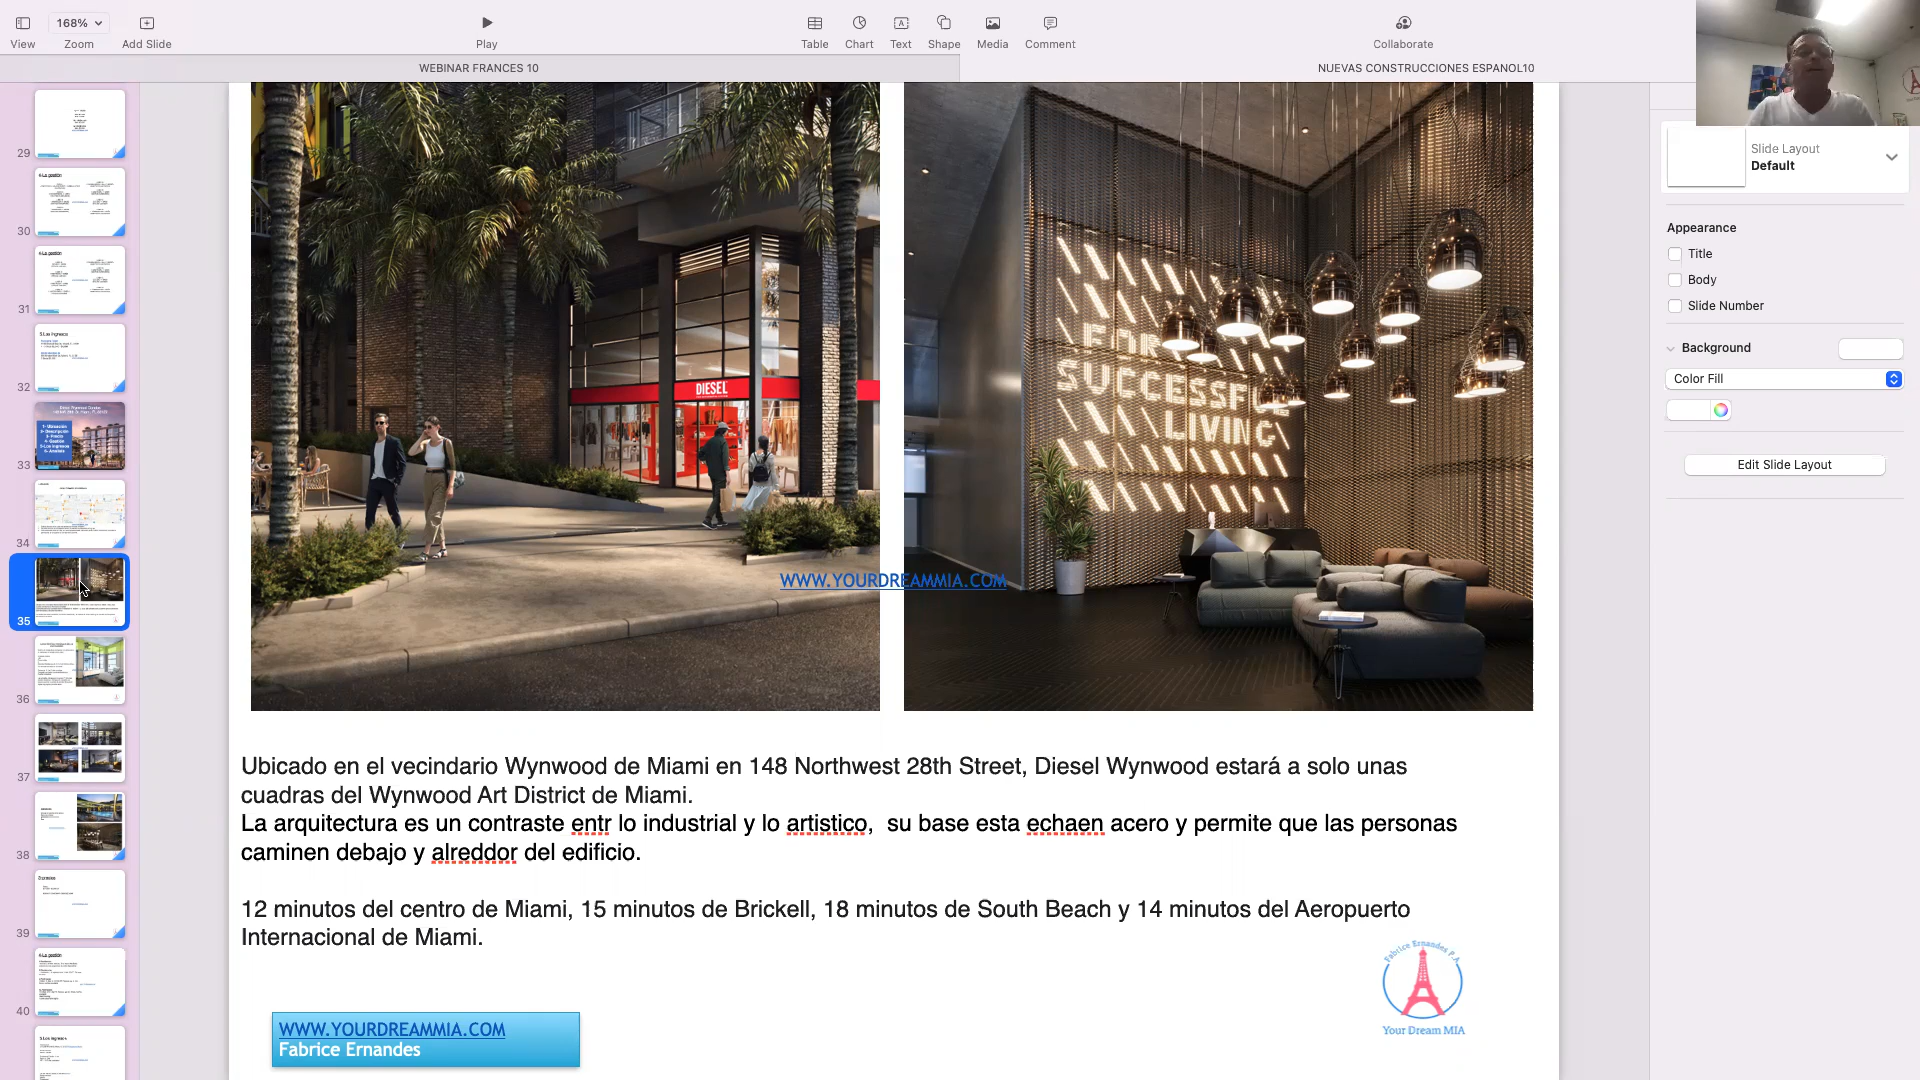 168%
View
Zoom
Add Slide
Play
Table
Chart
Text
Shape
Media
Comment
Collaborate
WEBINAR FRANCES 10
NUEVAS CONSTRUCCIONES ESPANOL10
29
30
31
32
33
34
35
36
37
38
39
40
DIESEL
FOR
SUCCESSFUL
LIVING
WWW.YOURDREAMMIA.COM
Ubicado en el vecindario Wynwood de Miami en 148 Northwest 28th Street, Diesel Wynwood estará a solo unas
cuadras del Wynwood Art District de Miami.
La arquitectura es un contraste entr lo industrial y lo artistico,  su base esta echaen acero y permite que las personas
caminen debajo y alreddor del edificio.
12 minutos del centro de Miami, 15 minutos de Brickell, 18 minutos de South Beach y 14 minutos del Aeropuerto
Internacional de Miami.
WWW.YOURDREAMMIA.COM
Fabrice Ernandes
Fabrice Ernandes P.A.
Your Dream MIA
Slide Layout
Default
Appearance
Title
Body
Slide Number
Background
Color Fill
Edit Slide Layout